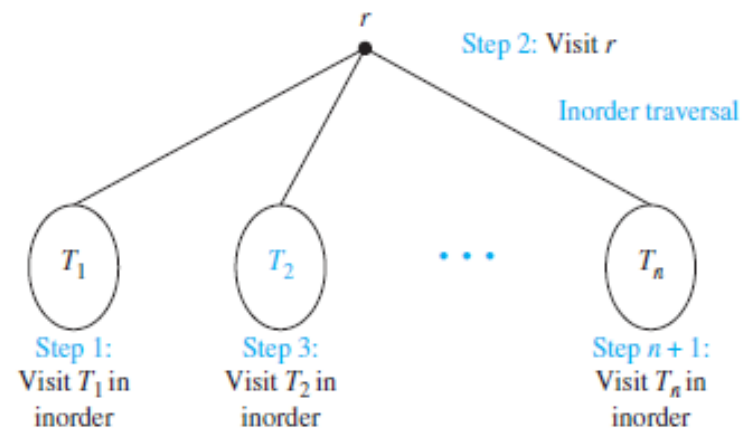 r
Step 2: Visit r
Inorder traversal
T₁
T₂
· · ·
Tₙ
Step 1:
Visit T₁ in
inorder
Step 3:
Visit T₂ in
inorder
Step n + 1:
Visit Tₙ in
inorder